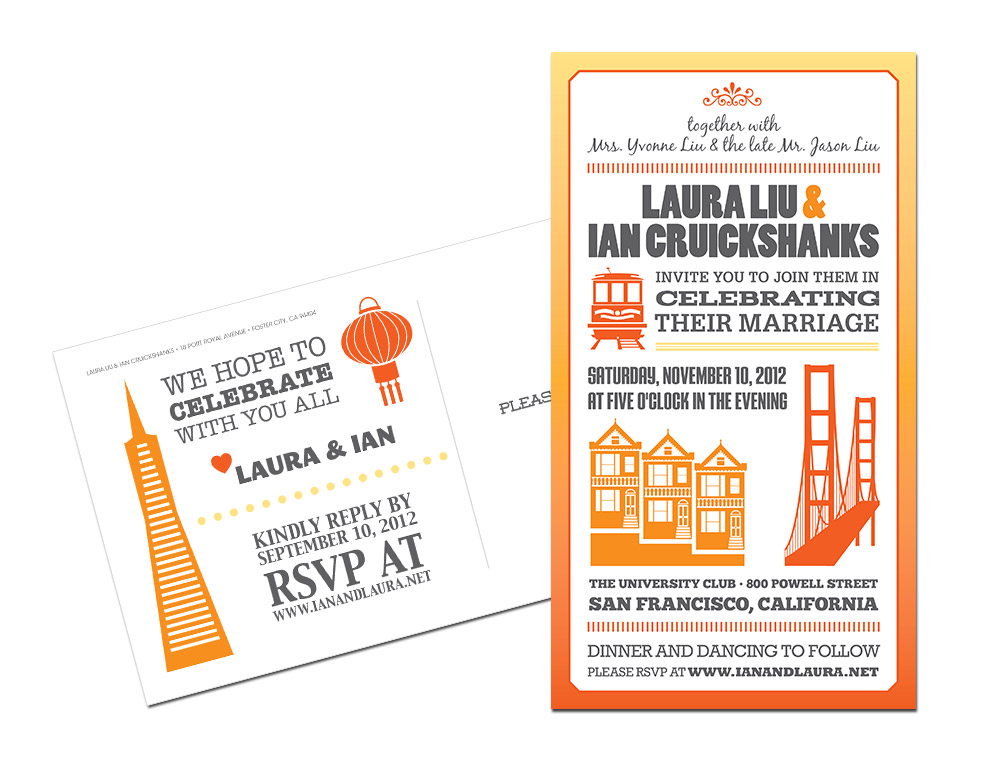 LAURA LIU & IAN CRUICKSHANKS • 18 PORT ROYAL AVENUE • FOSTER CITY, CA 94404
WE HOPE TO
CELEBRATE
WITH YOU ALL
LAURA & IAN
KINDLY REPLY BY
SEPTEMBER 10, 2012
RSVP AT
WWW.IANANDLAURA.NET
PLEAS
together with
Mrs. Yvonne Liu & the late Mr. Jason Liu
LAURA LIU &
IAN CRUICKSHANKS
INVITE YOU TO JOIN THEM IN
CELEBRATING
THEIR MARRIAGE
SATURDAY, NOVEMBER 10, 2012
AT FIVE O'CLOCK IN THE EVENING
THE UNIVERSITY CLUB · 800 POWELL STREET
SAN FRANCISCO, CALIFORNIA
DINNER AND DANCING TO FOLLOW
PLEASE RSVP AT WWW.IANANDLAURA.NET